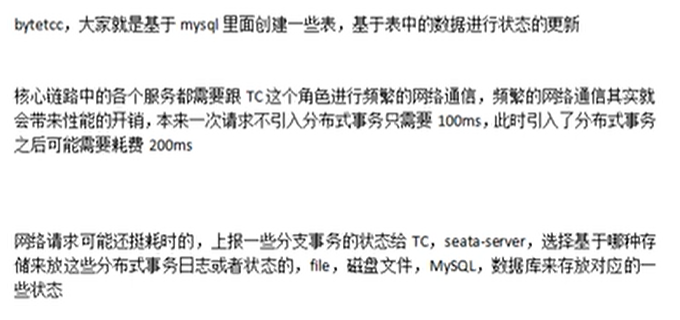 bytetcc，大家就是基于 mysql 里面创建一些表，基于表中的数据进行状态的更新
核心链路中的各个服务都需要跟 TC 这个角色进行频繁的网络通信，频繁的网络通信其实就
会带来性能的开销，本来一次请求不引入分布式事务只需要 100ms，此时引入了分布式事务
之后可能需要耗费 200ms
网络请求可能还挺耗时的，上报一些分支事务的状态给 TC，seata-server，选择基于哪种存
储来放这些分布式事务日志或者状态的，file，磁盘文件，MySQL，数据库来存放对应的一
些状态